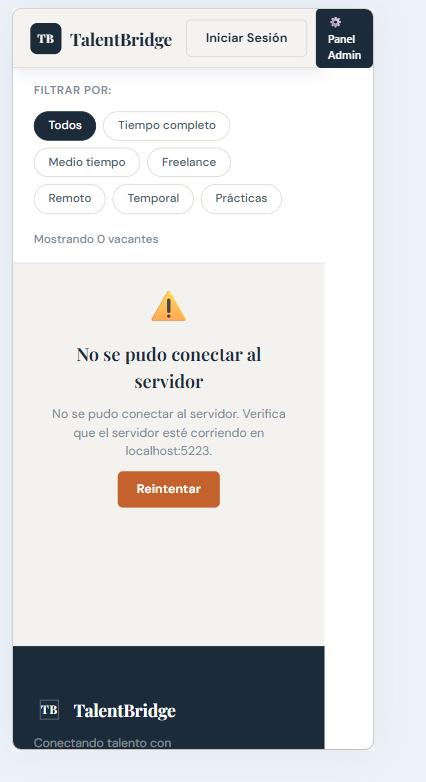 TB TalentBridge
Iniciar Sesión
Panel
Admin
FILTRAR POR:
Todos
Tiempo completo
Medio tiempo
Freelance
Remoto
Temporal
Prácticas
Mostrando 0 vacantes
No se pudo conectar al
servidor
No se pudo conectar al servidor. Verifica
que el servidor esté corriendo en
localhost:5223.
Reintentar
TB TalentBridge
Conectando talento con